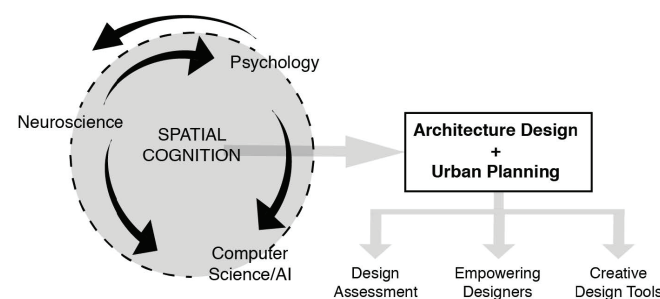 Psychology
Neuroscience
SPATIAL
COGNITION
Computer
Science/AI
Architecture Design
+
Urban Planning
Design
Assessment
Empowering
Designers
Creative
Design Tools